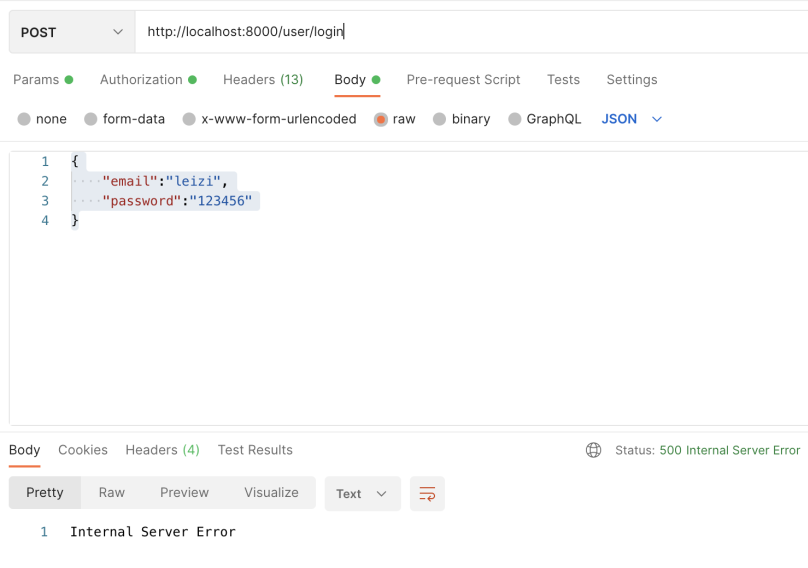 POST http://localhost:8000/user/login
Params Authorization Headers (13) Body Pre-request Script Tests Settings
none form-data x-www-form-urlencoded raw binary GraphQL JSON
1 {
2 ····"email":"leizi",
3 ····"password":"123456"
4 }
Body Cookies Headers (4) Test Results Status: 500 Internal Server Error
Pretty Raw Preview Visualize Text
1 Internal Server Error